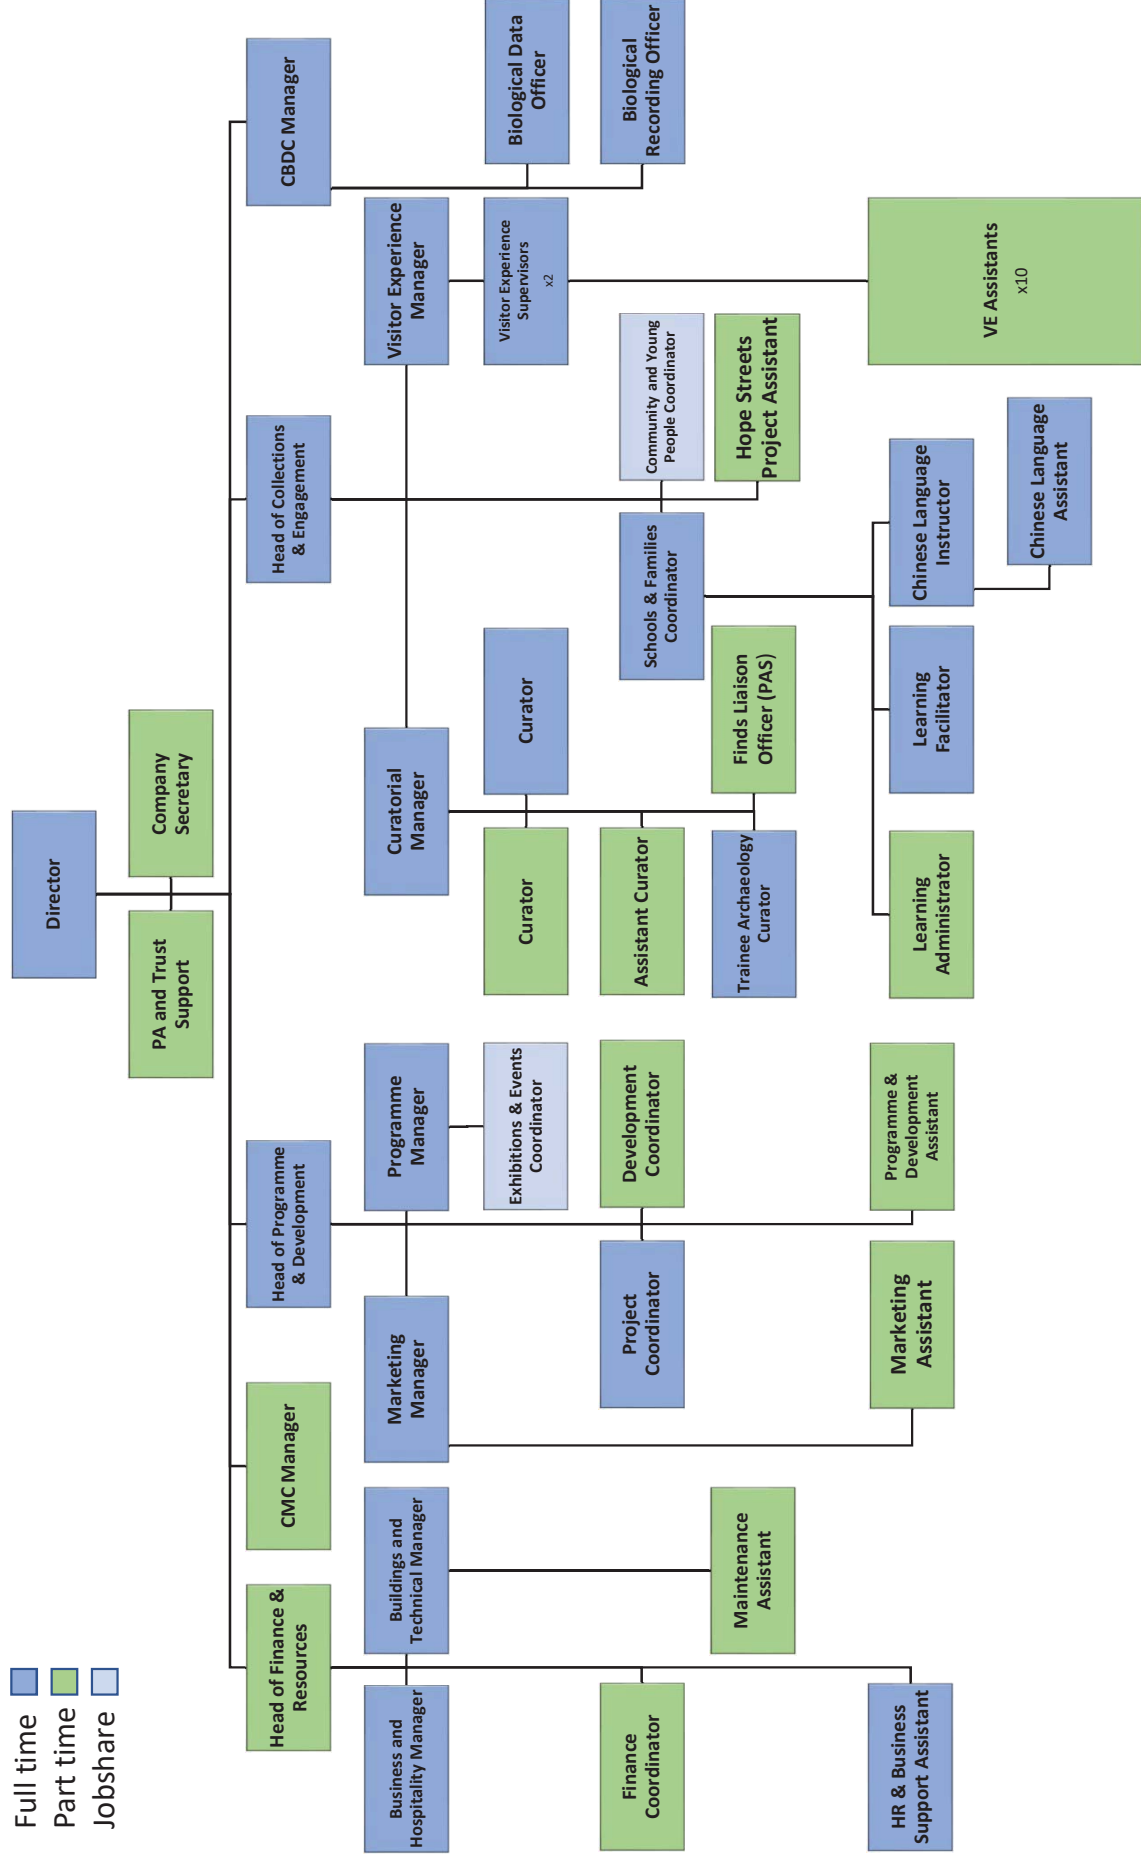 Full time
Part time
Jobshare
Director
PA and Trust
Support
Company
Secretary
Head of Finance &
Resources
CMC Manager
Head of Programme
& Development
Head of Collections
& Engagement
CBDC Manager
Business and
Hospitality Manager
Buildings and
Technical Manager
Marketing
Manager
Programme
Manager
Curatorial
Manager
Visitor Experience
Manager
Exhibitions & Events
Coordinator
Curator
Curator
Visitor Experience
Supervisors
x2
Biological Data
Officer
Finance
Coordinator
Project
Coordinator
Development
Coordinator
Assistant Curator
Schools & Families
Coordinator
Community and Young
People Coordinator
Biological
Recording Officer
Maintenance
Assistant
Trainee Archaeology
Curator
Finds Liaison
Officer (PAS)
Hope Streets
Project Assistant
HR & Business
Support Assistant
Marketing
Assistant
Programme &
Development
Assistant
Learning
Administrator
Learning
Facilitator
Chinese Language
Instructor
VE Assistants
x10
Chinese Language
Assistant